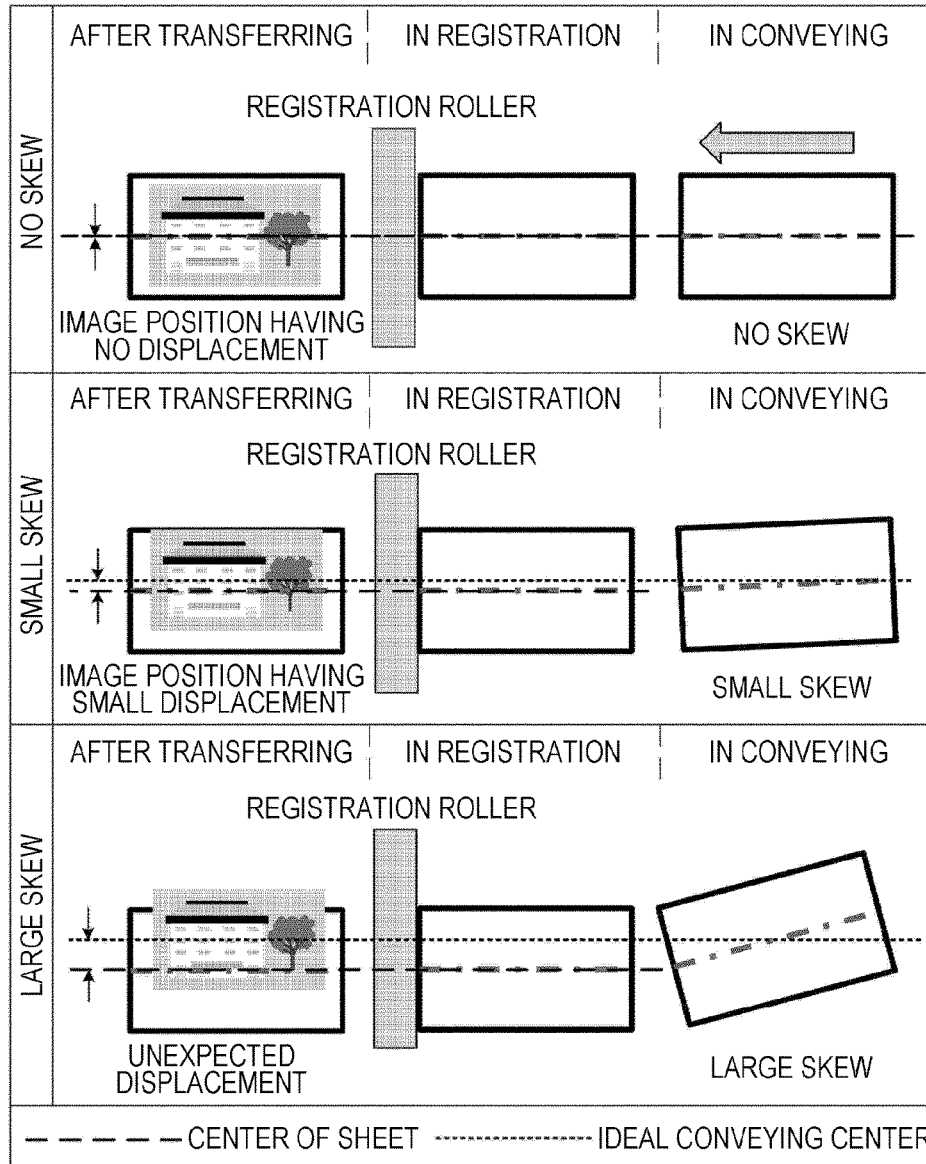 NO SKEW
AFTER TRANSFERRING
IN REGISTRATION
IN CONVEYING
REGISTRATION ROLLER
IMAGE POSITION HAVING
NO DISPLACEMENT
NO SKEW
SMALL SKEW
AFTER TRANSFERRING
IN REGISTRATION
IN CONVEYING
REGISTRATION ROLLER
IMAGE POSITION HAVING
SMALL DISPLACEMENT
SMALL SKEW
LARGE SKEW
AFTER TRANSFERRING
IN REGISTRATION
IN CONVEYING
REGISTRATION ROLLER
UNEXPECTED
DISPLACEMENT
LARGE SKEW
CENTER OF SHEET
IDEAL CONVEYING CENTER